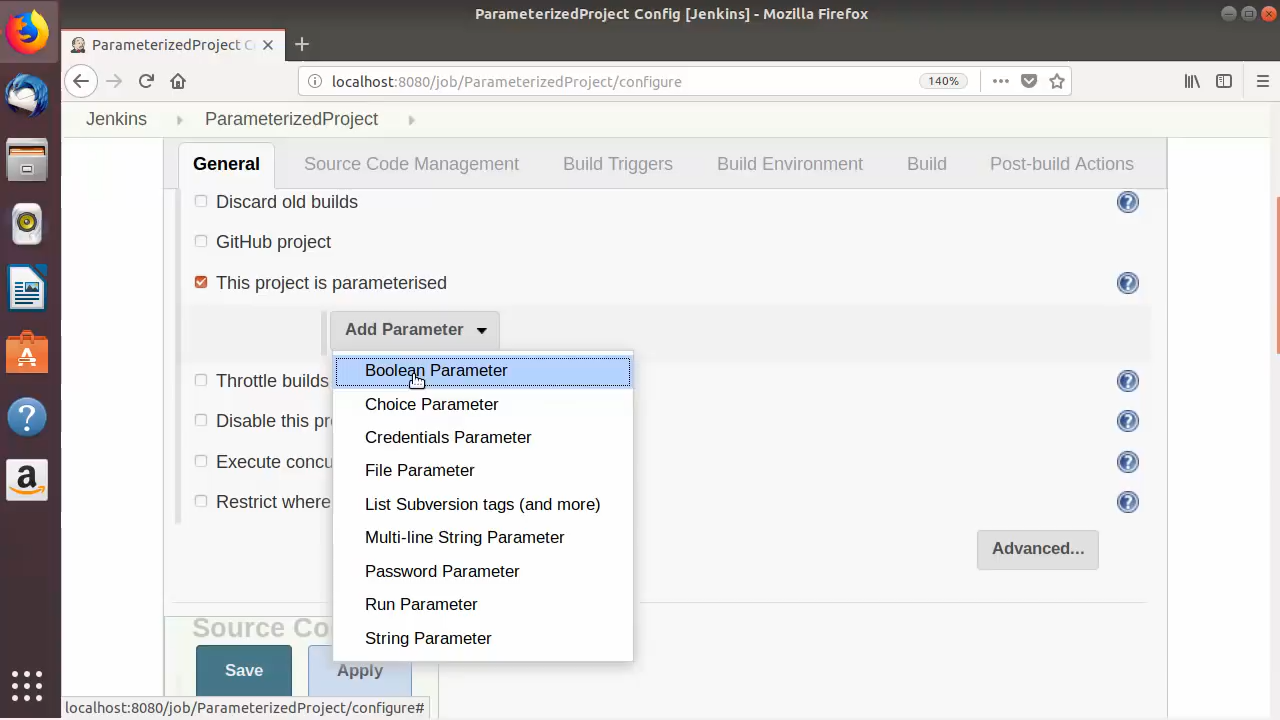 ParameterizedProject Config [Jenkins] - Mozilla Firefox
ParameterizedProject C
localhost:8080/job/ParameterizedProject/configure 140%
Jenkins ParameterizedProject
General Source Code Management Build Triggers Build Environment Build Post-build Actions
Discard old builds
GitHub project
This project is parameterised
Add Parameter
Boolean Parameter
Throttle builds
Choice Parameter
Disable this pr
Credentials Parameter
Execute concu
File Parameter
List Subversion tags (and more)
Restrict where
Multi-line String Parameter
Advanced...
Password Parameter
Run Parameter
Source Co
String Parameter
Save Apply
localhost:8080/job/ParameterizedProject/configure#